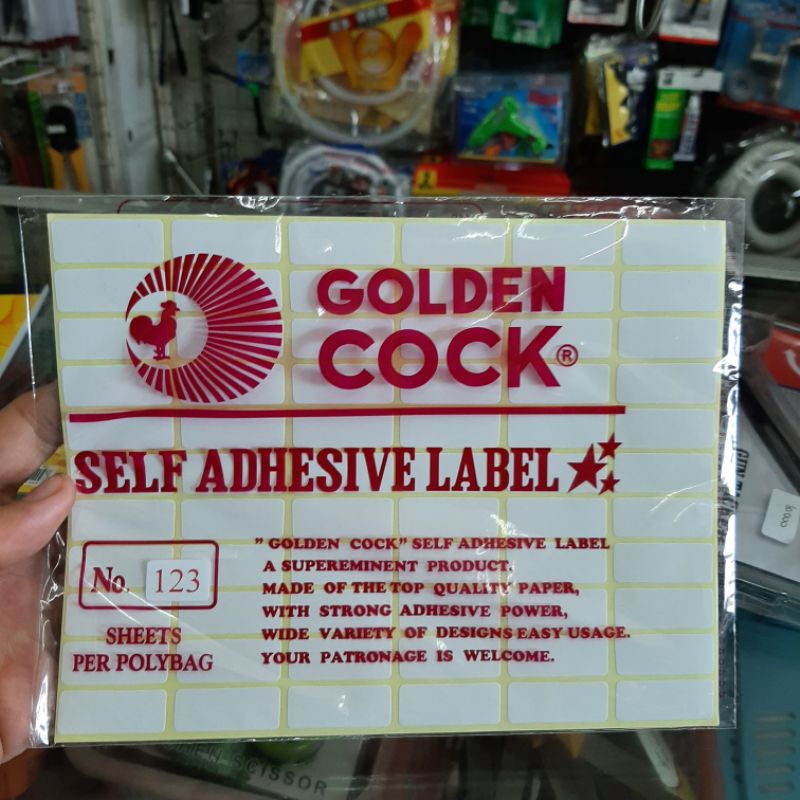 GOLDEN
COCK®
SELF ADHESIVE LABEL
No. 123
SHEETS
PER POLYBAG
" GOLDEN COCK" SELF ADHESIVE LABEL
A SUPEREMINENT PRODUCT.
MADE OF THE TOP QUALITY PAPER,
WITH STRONG ADHESIVE POWER,
WIDE VARIETY OF DESIGNS EASY USAGE.
YOUR PATRONAGE IS WELCOME.
SCISSOR